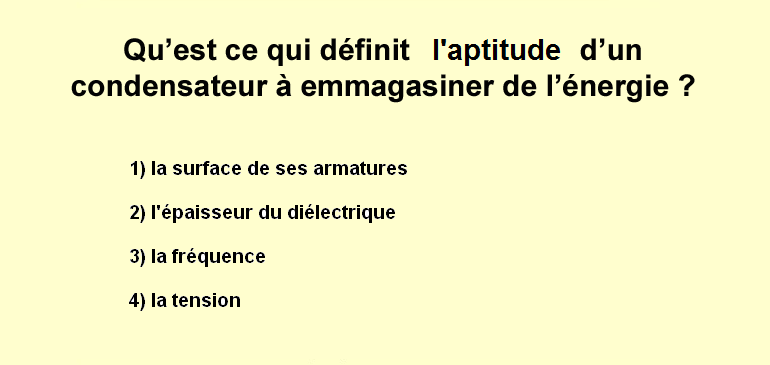 Qu’est ce qui définit l'aptitude d’un
condensateur à emmagasiner de l’énergie ?
1) la surface de ses armatures
2) l'épaisseur du diélectrique
3) la fréquence
4) la tension